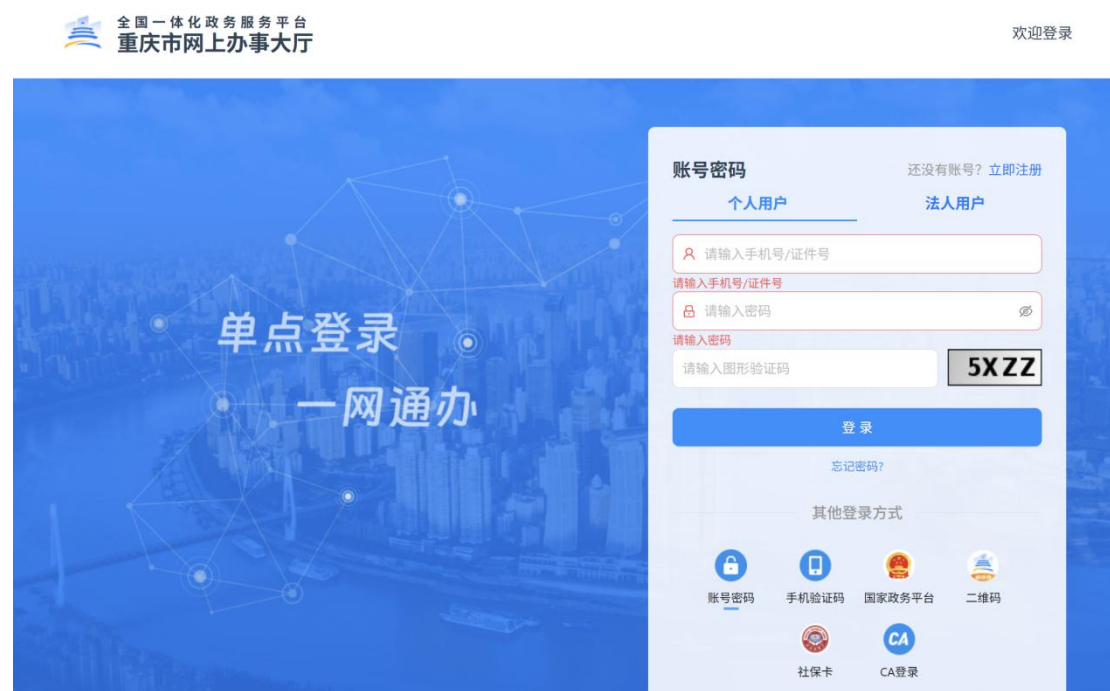 全国一体化政务服务平台
重庆市网上办事大厅
欢迎登录
单点登录
一网通办
账号密码
还没有账号? 立即注册
个人用户 法人用户
请输入手机号/证件号
请输入手机号/证件号
请输入密码
请输入密码
请输入图形验证码
5XZZ
登录
忘记密码?
其他登录方式
账号密码 手机验证码 国家政务平台 二维码
CA
社保卡 CA登录